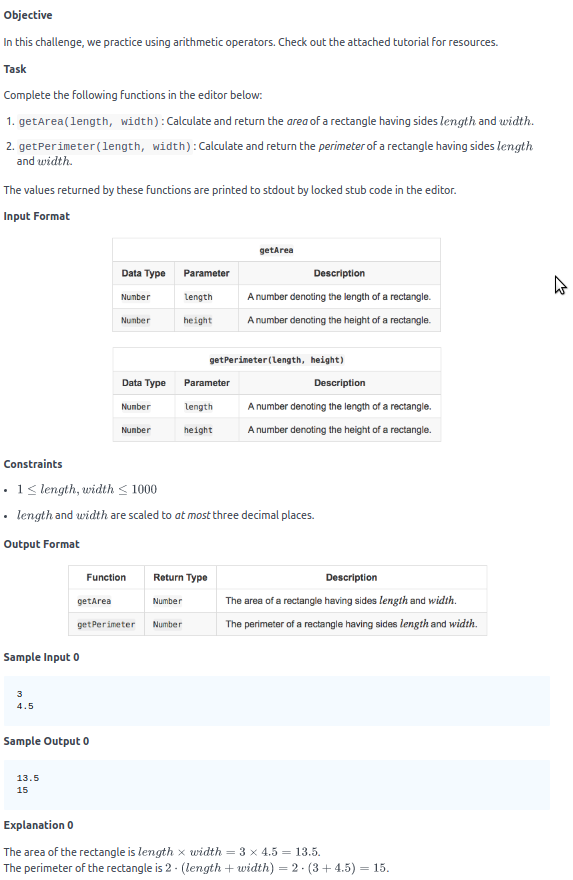 Objective
In this challenge, we practice using arithmetic operators. Check out the attached tutorial for resources.
Task
Complete the following functions in the editor below:
1. getArea(length, width): Calculate and return the area of a rectangle having sides length and width.
2. getPerimeter(length, width): Calculate and return the perimeter of a rectangle having sides length
and width.
The values returned by these functions are printed to stdout by locked stub code in the editor.
Input Format
getArea
Data Type Parameter Description
Number length A number denoting the length of a rectangle.
Number height A number denoting the height of a rectangle.
getPerimeter(length, height)
Data Type Parameter Description
Number length A number denoting the length of a rectangle.
Number height A number denoting the height of a rectangle.
Constraints
• 1 ≤ length, width ≤ 1000
• length and width are scaled to at most three decimal places.
Output Format
Function Return Type Description
getArea Number The area of a rectangle having sides length and width.
getPerimeter Number The perimeter of a rectangle having sides length and width.
Sample Input 0
3
4.5
Sample Output 0
13.5
15
Explanation 0
The area of the rectangle is length × width = 3 × 4.5 = 13.5.
The perimeter of the rectangle is 2 · (length + width) = 2 · (3 + 4.5) = 15.